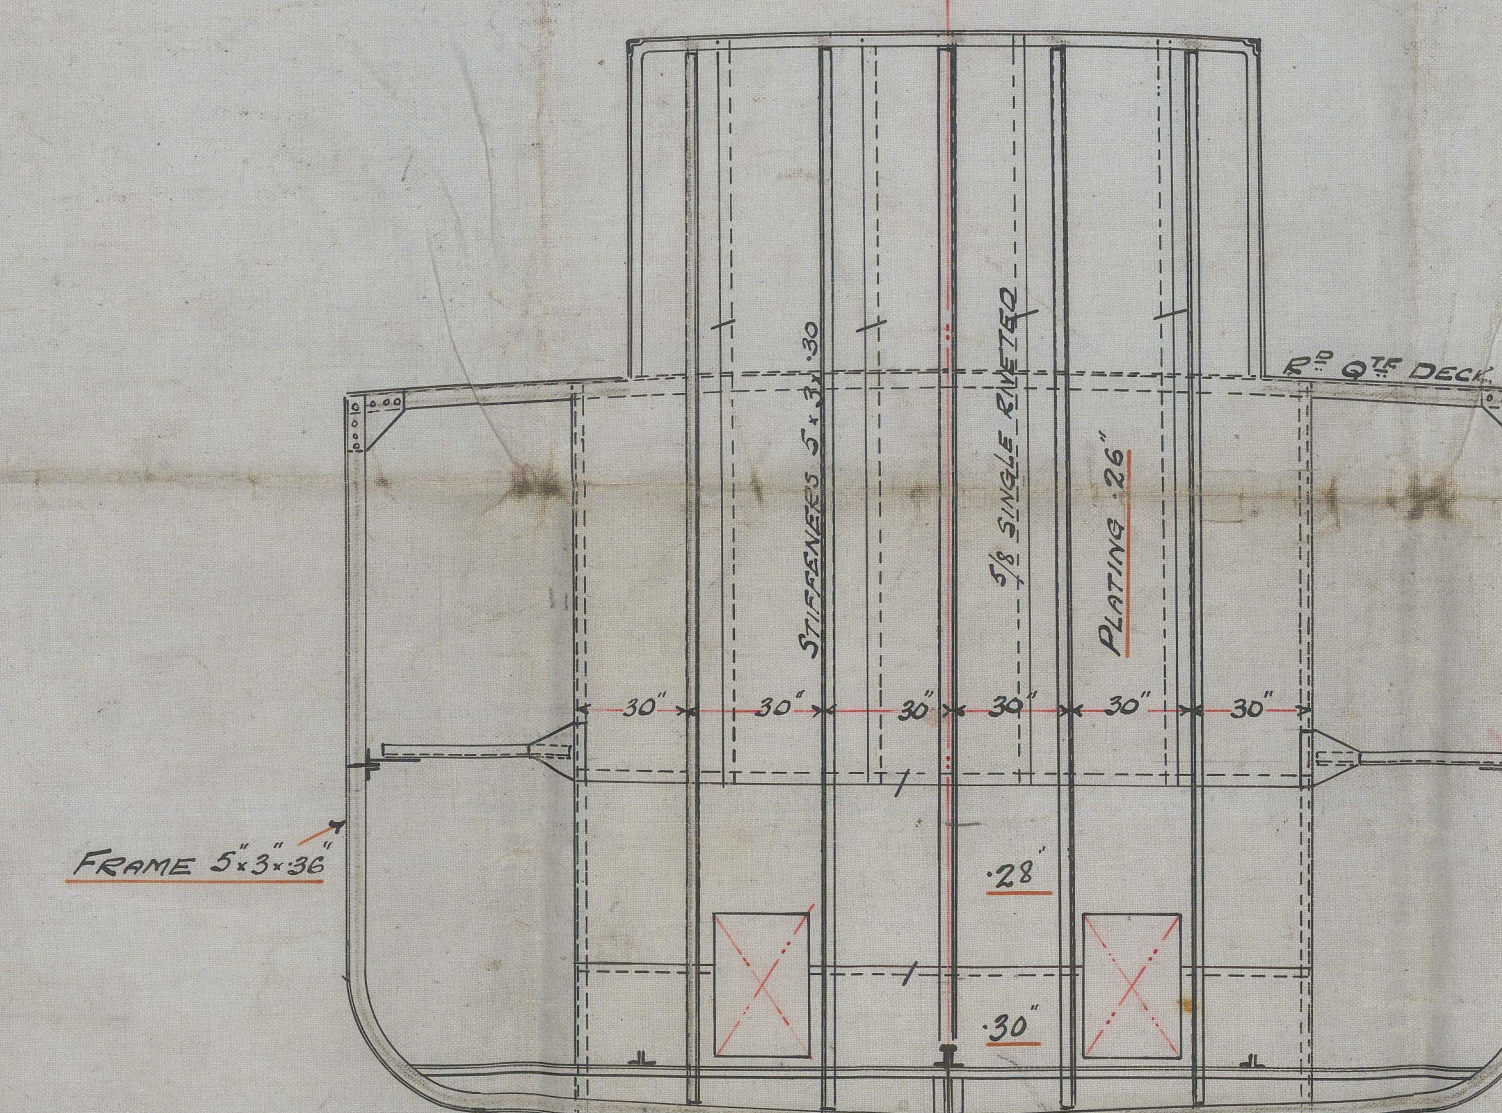 Rᴰ Qᵀᴿ DECK.
STIFFENERS 5 x 3 x .30
5/8 SINGLE RIVETED
PLATING .26"
30" 30" 30" 30" 30" 30"
FRAME 5" x 3" x .36"
.28"
.30"